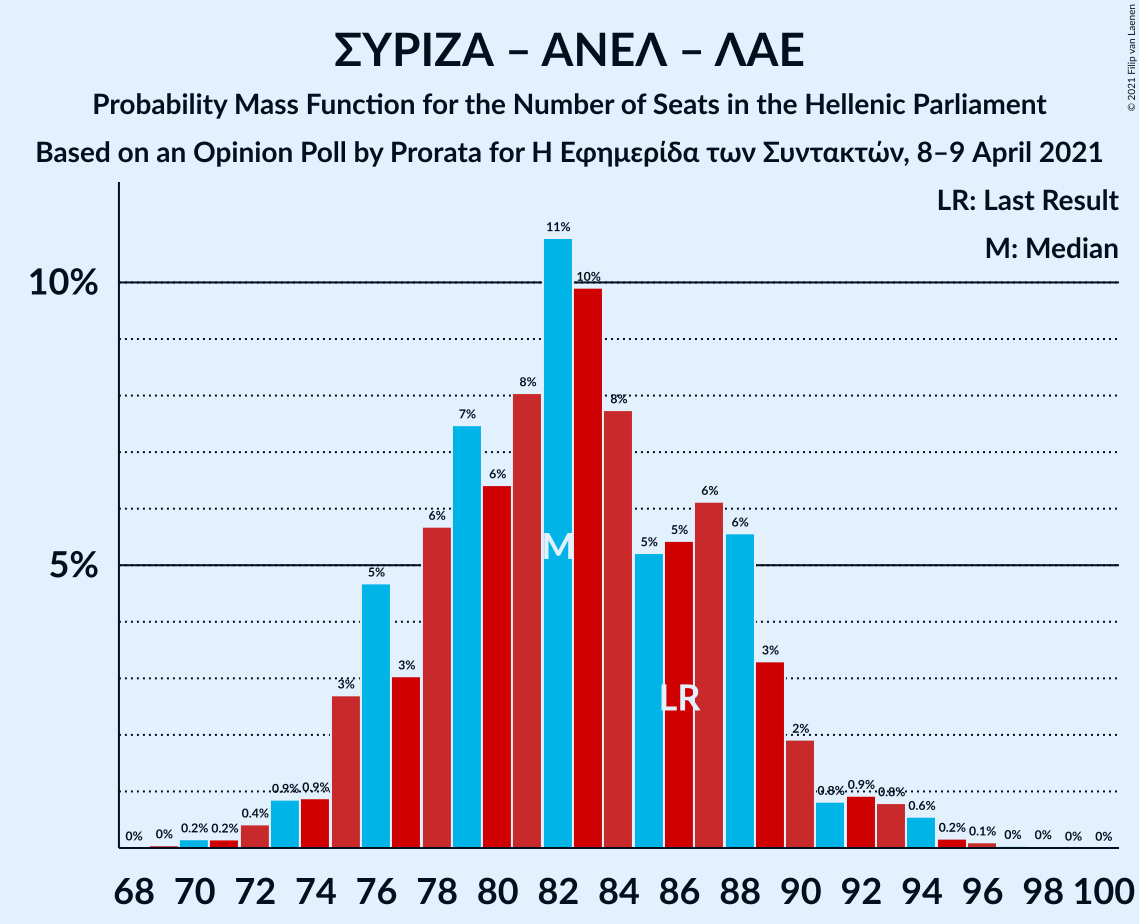 © 2021 Filip van Laenen
ΣΥΡΙΖΑ – ΑΝΕΛ – ΛΑΕ
Probability Mass Function for the Number of Seats in the Hellenic Parliament
Based on an Opinion Poll by Prorata for Η Εφημερίδα των Συντακτών, 8–9 April 2021
LR: Last Result
M: Median
10%
5%
0% 0% 0.2% 0.2% 0.4% 0.9% 0.9% 3% 5% 3% 6% 7% 6% 8% 11% 10% 8% 5% 5% 6% 6% 3% 2% 0.8% 0.9% 0.8% 0.6% 0.2% 0.1% 0% 0% 0% 0%
M
LR
68 70 72 74 76 78 80 82 84 86 88 90 92 94 96 98 100